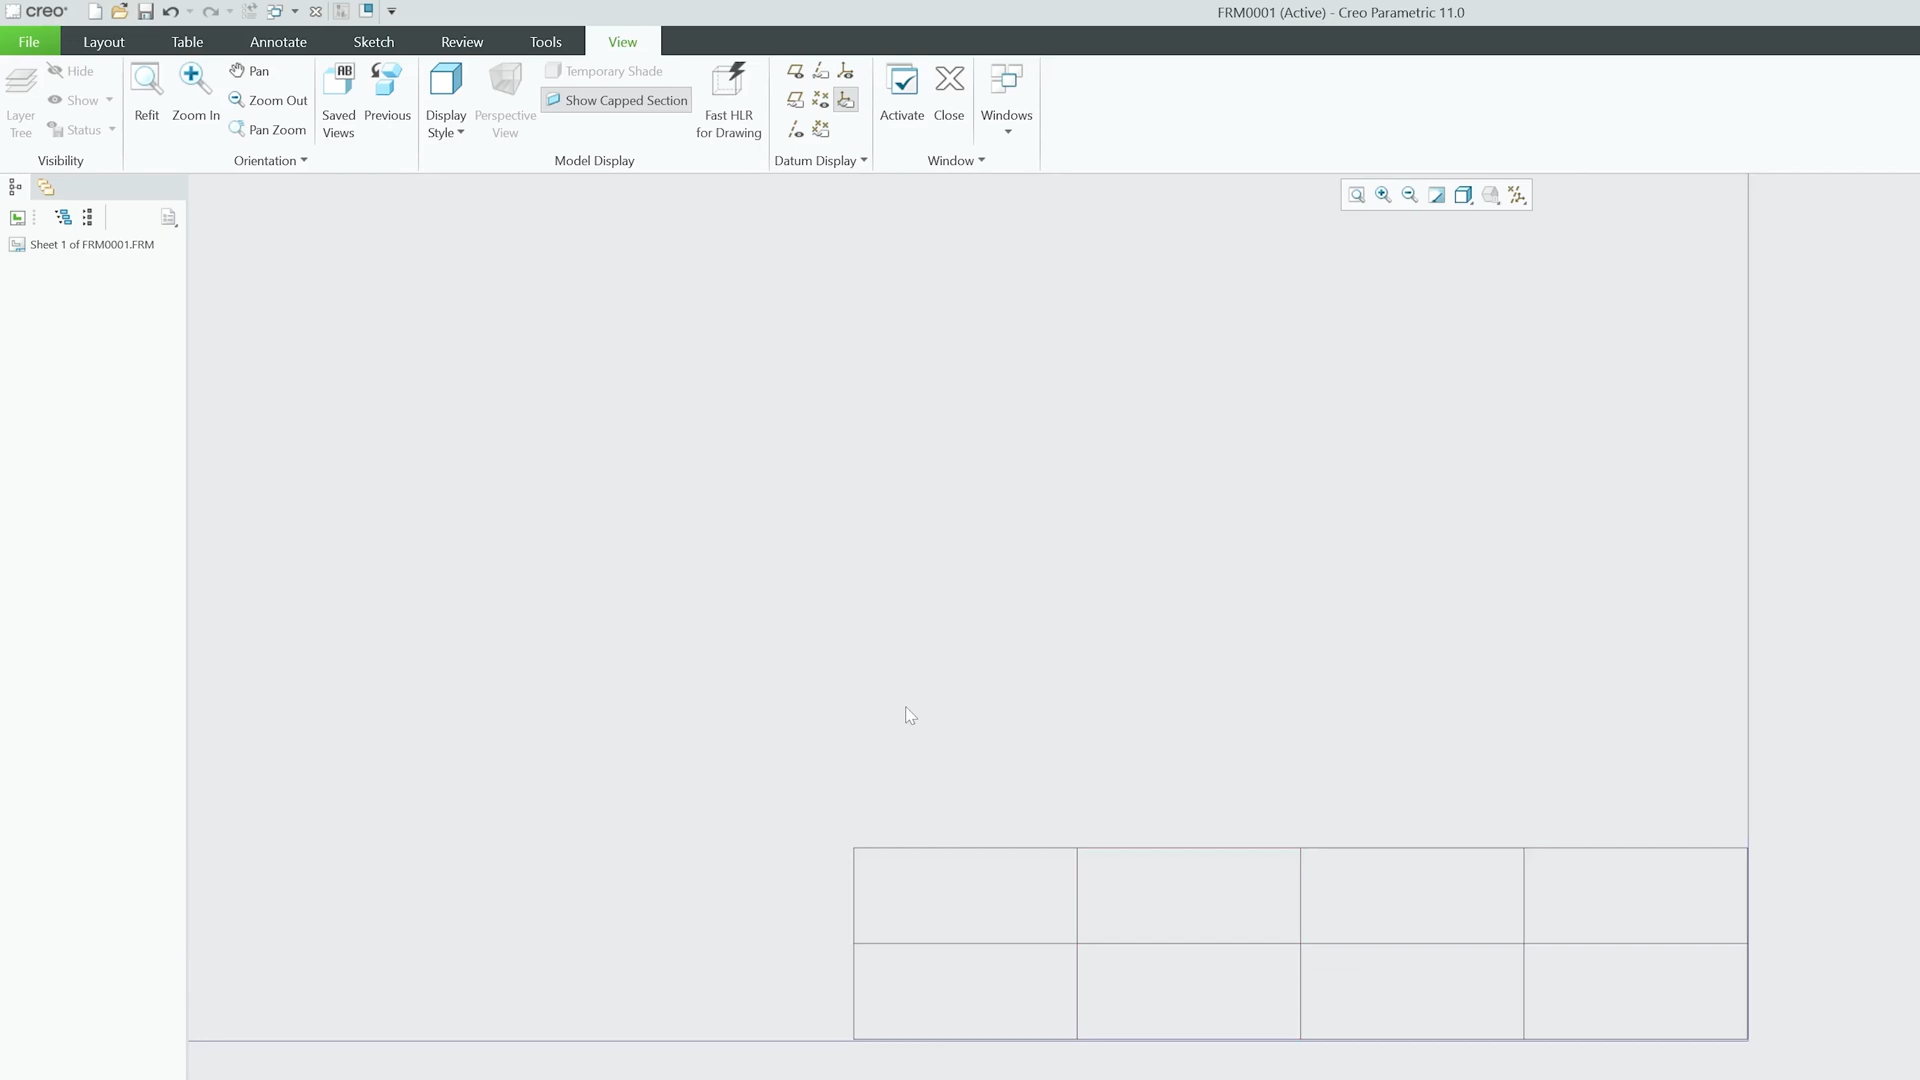 creo
FRM0001 (Active) - Creo Parametric 11.0
File
Layout
Table
Annotate
Sketch
Review
Tools
View
Layer
Tree
Hide
Show
Status
Visibility
Refit
Zoom In
Pan
Zoom Out
Pan Zoom
Orientation
AB
Saved
Views
Previous
Display
Style
Perspective
View
Temporary Shade
Show Capped Section
Fast HLR
for Drawing
Model Display
Datum Display
Activate
Close
Windows
Window
Sheet 1 of FRM0001.FRM